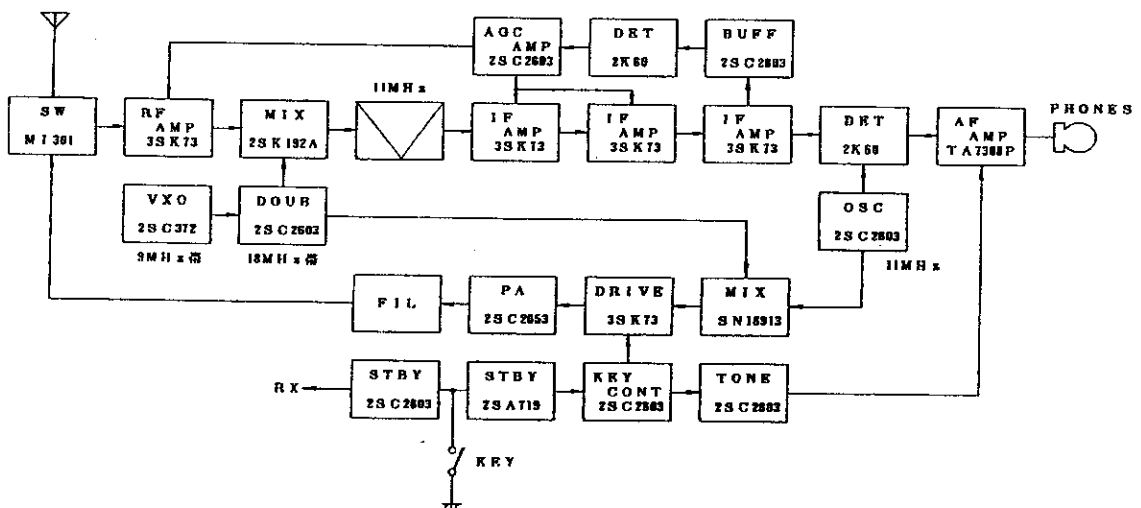 AGC
AMP
2SC2603
DET
2K60
BUFF
2SC2603
11MHz
SW
MI301
RF
AMP
3SK73
MIX
2SK192A
IF
AMP
3SK73
IF
AMP
3SK73
IF
AMP
3SK73
DET
2K60
AF
AMP
TA7368P
PHONES
VXO
2SC372
9MHz帯
DOUB
2SC2603
18MHz帯
OSC
2SC2603
11MHz
FIL
PA
2SC2053
DRIVE
3SK73
MIX
SN16913
RX
STBY
2SC2603
STBY
2SA719
KEY
CONT
2SC2603
TONE
2SC2603
KEY